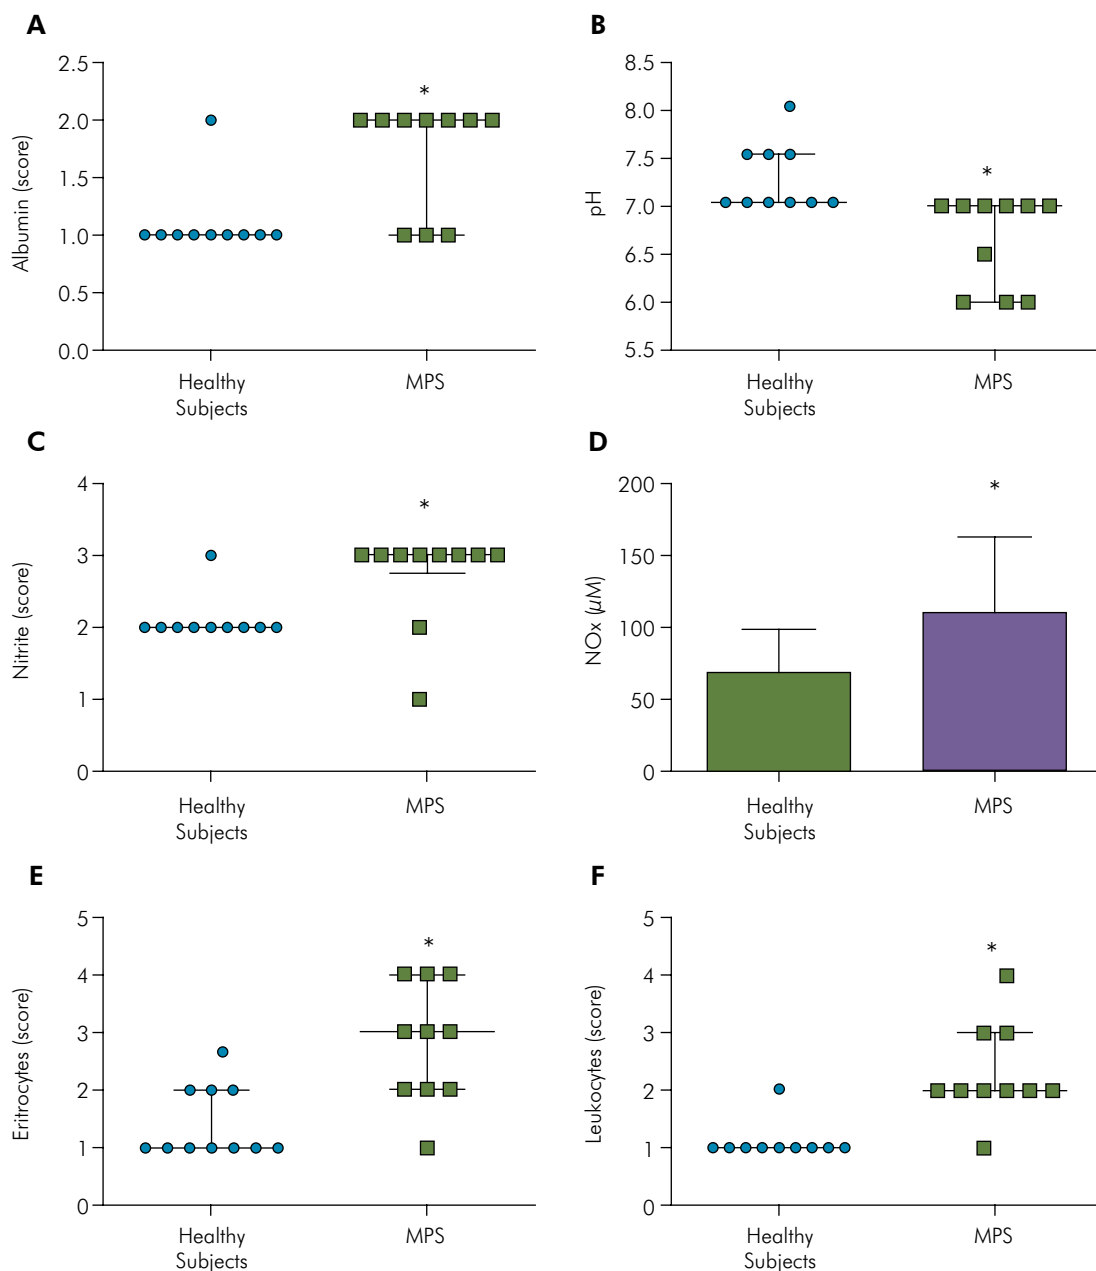 A
Albumin (score)
2.5
2.0
1.5
1.0
0.5
0.0
*
Healthy
Subjects
MPS
B
pH
8.5
8.0
7.5
7.0
6.5
6.0
5.5
*
Healthy
Subjects
MPS
C
Nitrite (score)
4
3
2
1
0
*
Healthy
Subjects
MPS
D
NOx (μM)
200
150
100
50
0
*
Healthy
Subjects
MPS
E
Eritrocytes (score)
5
4
3
2
1
0
*
Healthy
Subjects
MPS
F
Leukocytes (score)
5
4
3
2
1
0
*
Healthy
Subjects
MPS